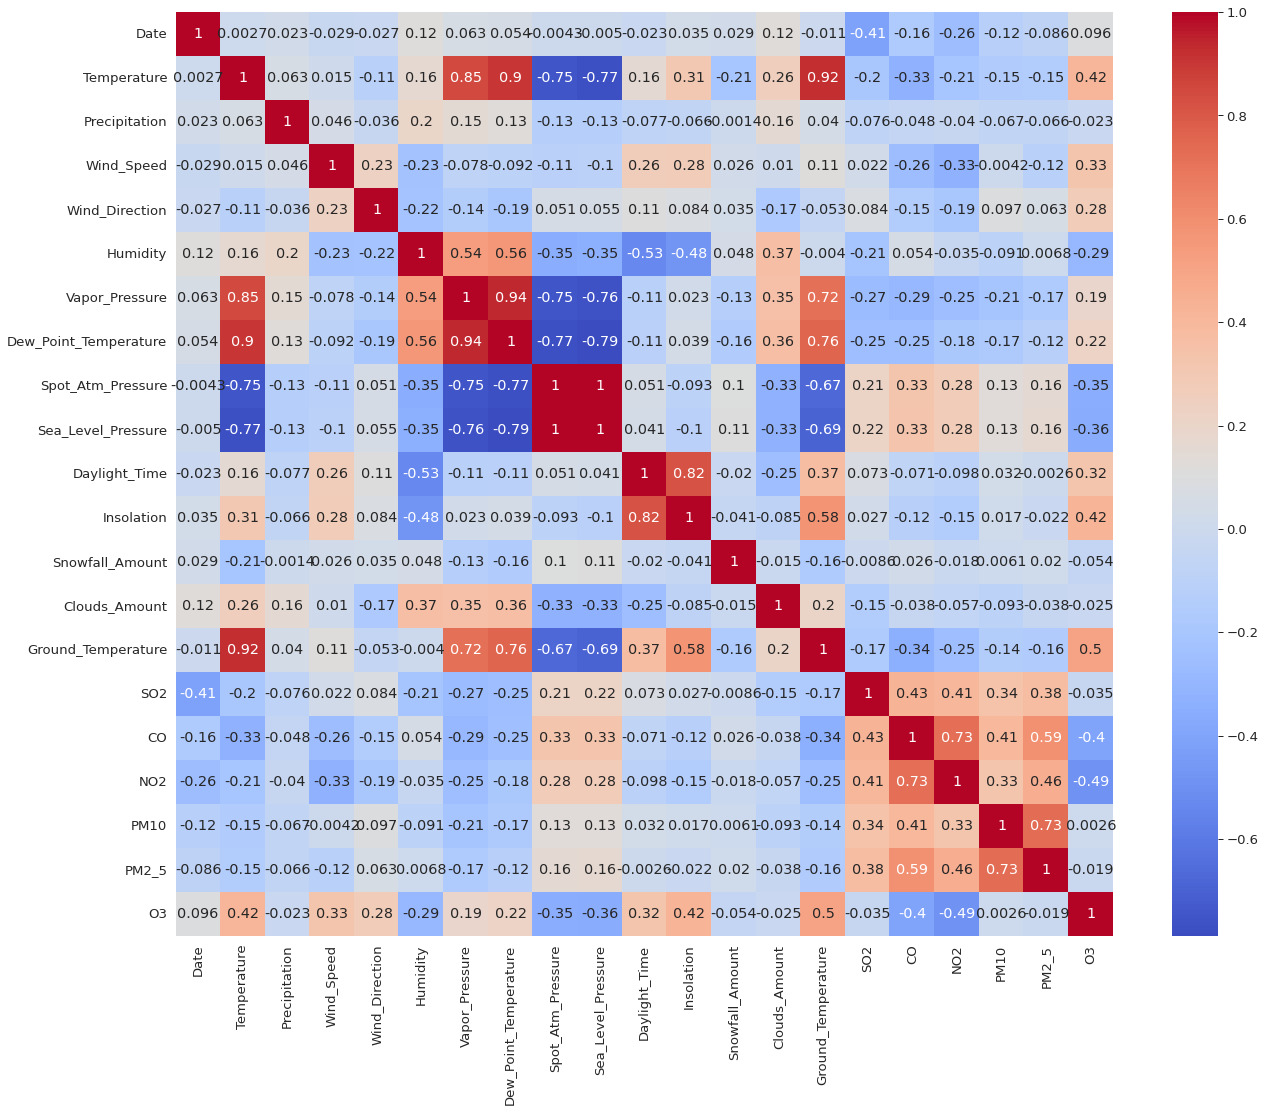 Date 1 0.0027 0.023 -0.029 -0.027 0.12 0.063 0.054 -0.0043 -0.005 -0.023 0.035 0.029 0.12 -0.011 -0.41 -0.16 -0.26 -0.12 -0.086 0.096
Temperature 0.0027 1 0.063 0.015 -0.11 0.16 0.85 0.9 -0.75 -0.77 0.16 0.31 -0.21 0.26 0.92 -0.2 -0.33 -0.21 -0.15 -0.15 0.42
Precipitation 0.023 0.063 1 0.046 -0.036 0.2 0.15 0.13 -0.13 -0.13 -0.077 -0.066 -0.0014 0.16 0.04 -0.076 -0.048 -0.04 -0.067 -0.066 -0.023
Wind_Speed -0.029 0.015 0.046 1 0.23 -0.23 -0.078 -0.092 -0.11 -0.1 0.26 0.28 0.026 0.01 0.11 0.022 -0.26 -0.33 -0.0042 -0.12 0.33
Wind_Direction -0.027 -0.11 -0.036 0.23 1 -0.22 -0.14 -0.19 0.051 0.055 0.11 0.084 0.035 -0.17 -0.053 0.084 -0.15 -0.19 0.097 0.063 0.28
Humidity 0.12 0.16 0.2 -0.23 -0.22 1 0.54 0.56 -0.35 -0.35 -0.53 -0.48 0.048 0.37 -0.004 -0.21 0.054 -0.035 -0.091 0.0068 -0.29
Vapor_Pressure 0.063 0.85 0.15 -0.078 -0.14 0.54 1 0.94 -0.75 -0.76 -0.11 0.023 -0.13 0.35 0.72 -0.27 -0.29 -0.25 -0.21 -0.17 0.19
Dew_Point_Temperature 0.054 0.9 0.13 -0.092 -0.19 0.56 0.94 1 -0.77 -0.79 -0.11 0.039 -0.16 0.36 0.76 -0.25 -0.25 -0.18 -0.17 -0.12 0.22
Spot_Atm_Pressure -0.0043 -0.75 -0.13 -0.11 0.051 -0.35 -0.75 -0.77 1 1 0.051 -0.093 0.1 -0.33 -0.67 0.21 0.33 0.28 0.13 0.16 -0.35
Sea_Level_Pressure -0.005 -0.77 -0.13 -0.1 0.055 -0.35 -0.76 -0.79 1 1 0.041 -0.1 0.11 -0.33 -0.69 0.22 0.33 0.28 0.13 0.16 -0.36
Daylight_Time -0.023 0.16 -0.077 0.26 0.11 -0.53 -0.11 -0.11 0.051 0.041 1 0.82 -0.02 -0.25 0.37 0.073 -0.071 -0.098 0.032 -0.0026 0.32
Insolation 0.035 0.31 -0.066 0.28 0.084 -0.48 0.023 0.039 -0.093 -0.1 0.82 1 -0.041 -0.085 0.58 0.027 -0.12 -0.15 0.017 -0.022 0.42
Snowfall_Amount 0.029 -0.21 -0.0014 0.026 0.035 0.048 -0.13 -0.16 0.1 0.11 -0.02 -0.041 1 -0.015 -0.16 -0.0086 0.026 -0.018 0.0061 0.02 -0.054
Clouds_Amount 0.12 0.26 0.16 0.01 -0.17 0.37 0.35 0.36 -0.33 -0.33 -0.25 -0.085 -0.015 1 0.2 -0.15 -0.038 -0.057 -0.093 -0.038 -0.025
Ground_Temperature -0.011 0.92 0.04 0.11 -0.053 -0.004 0.72 0.76 -0.67 -0.69 0.37 0.58 -0.16 0.2 1 -0.17 -0.34 -0.25 -0.14 -0.16 0.5
SO2 -0.41 -0.2 -0.076 0.022 0.084 -0.21 -0.27 -0.25 0.21 0.22 0.073 0.027 -0.0086 -0.15 -0.17 1 0.43 0.41 0.34 0.38 -0.035
CO -0.16 -0.33 -0.048 -0.26 -0.15 0.054 -0.29 -0.25 0.33 0.33 -0.071 -0.12 0.026 -0.038 -0.34 0.43 1 0.73 0.41 0.59 -0.4
NO2 -0.26 -0.21 -0.04 -0.33 -0.19 -0.035 -0.25 -0.18 0.28 0.28 -0.098 -0.15 -0.018 -0.057 -0.25 0.41 0.73 1 0.33 0.46 -0.49
PM10 -0.12 -0.15 -0.067 -0.0042 0.097 -0.091 -0.21 -0.17 0.13 0.13 0.032 0.017 0.0061 -0.093 -0.14 0.34 0.41 0.33 1 0.73 0.0026
PM2_5 -0.086 -0.15 -0.066 -0.12 0.063 0.0068 -0.17 -0.12 0.16 0.16 -0.0026 -0.022 0.02 -0.038 -0.16 0.38 0.59 0.46 0.73 1 -0.019
O3 0.096 0.42 -0.023 0.33 0.28 -0.29 0.19 0.22 -0.35 -0.36 0.32 0.42 -0.054 -0.025 0.5 -0.035 -0.4 -0.49 0.0026 -0.019 1
Date
Temperature
Precipitation
Wind_Speed
Wind_Direction
Humidity
Vapor_Pressure
Dew_Point_Temperature
Spot_Atm_Pressure
Sea_Level_Pressure
Daylight_Time
Insolation
Snowfall_Amount
Clouds_Amount
Ground_Temperature
SO2
CO
NO2
PM10
PM2_5
O3
1.0
0.8
0.6
0.4
0.2
0.0
−0.2
−0.4
−0.6